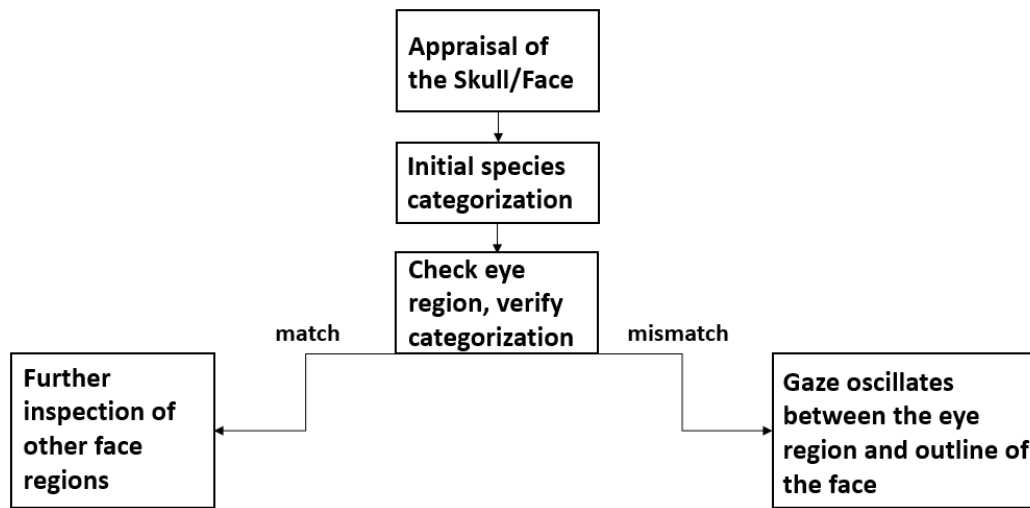 Appraisal of
the Skull/Face
Initial species
categorization
Check eye
region, verify
categorization
match
mismatch
Further
inspection of
other face
regions
Gaze oscillates
between the eye
region and outline of
the face